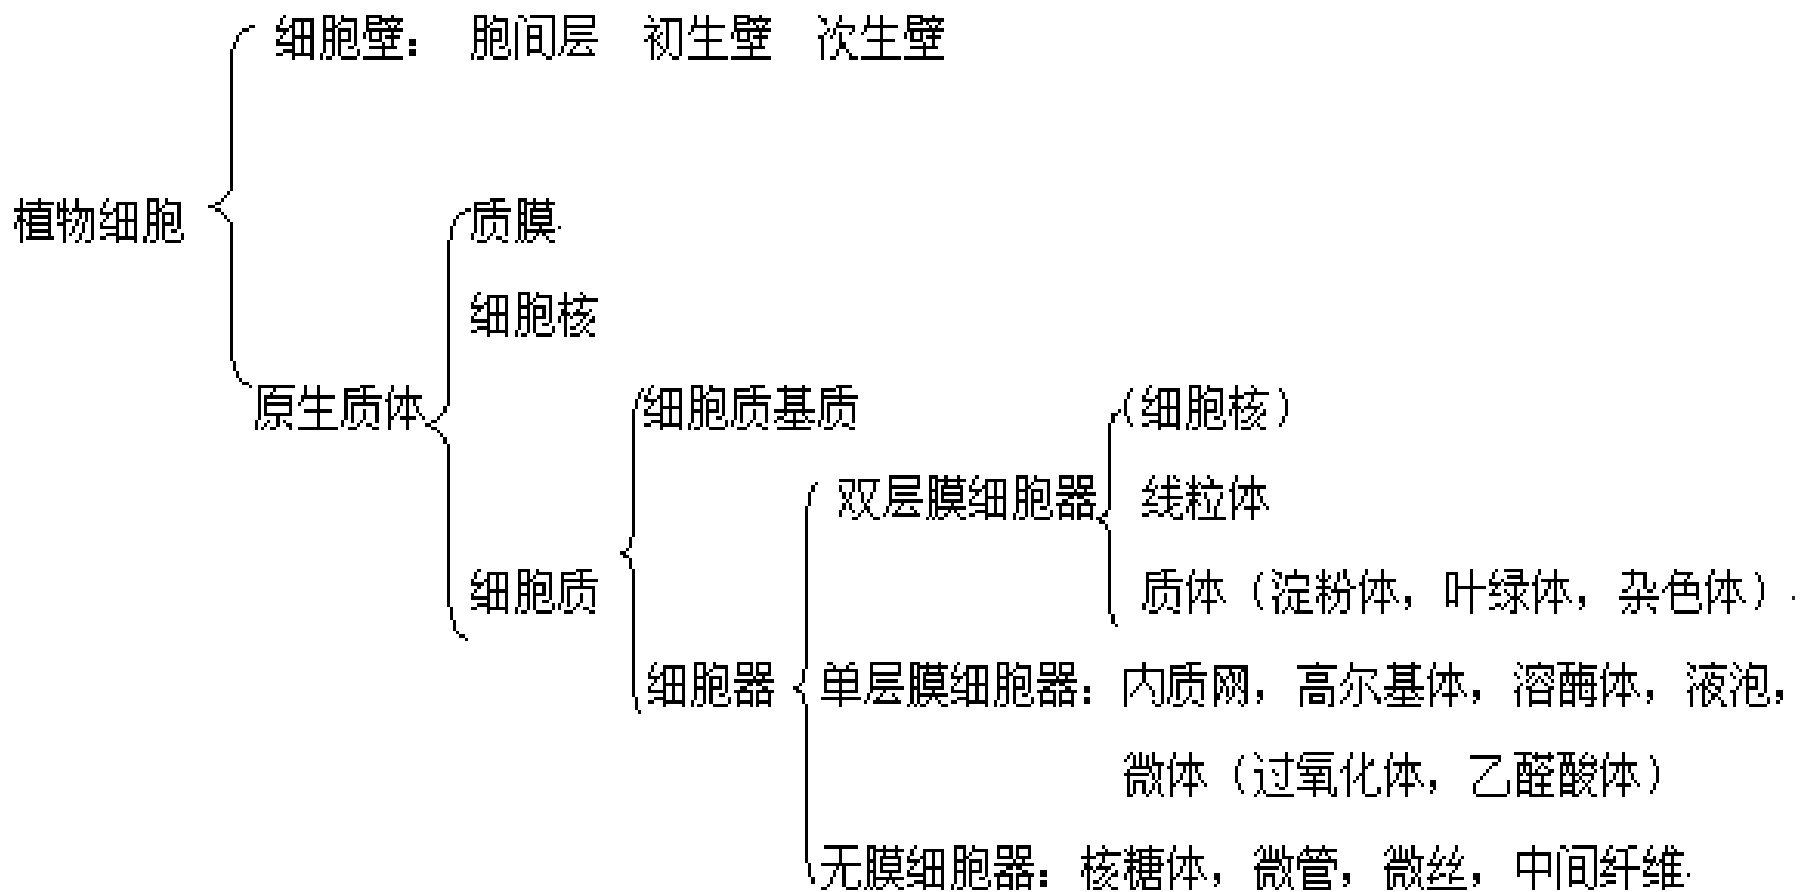 细胞壁： 胞间层 初生壁 次生壁
植物细胞
质膜
细胞核
原生质体
细胞质基质
（细胞核）
双层膜细胞器
线粒体
细胞质
质体（淀粉体，叶绿体，杂色体）
细胞器
单层膜细胞器：内质网，高尔基体，溶酶体，液泡，
微体（过氧化体，乙醛酸体）
无膜细胞器：核糖体，微管，微丝，中间纤维